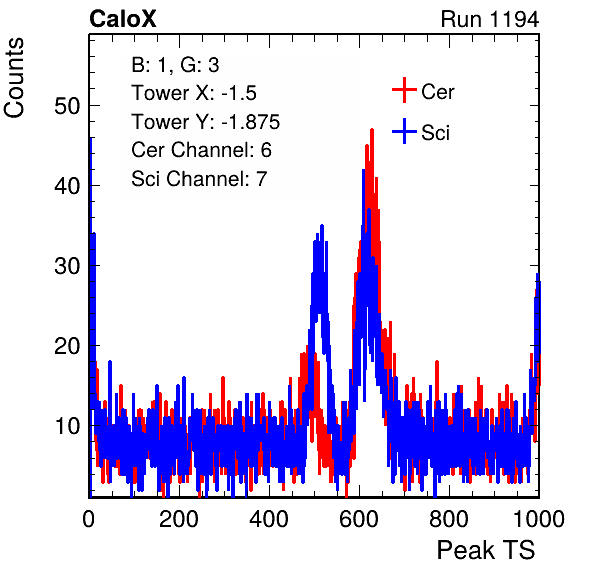 CaloX
Run 1194
Counts
B: 1, G: 3
Tower X: -1.5
Tower Y: -1.875
Cer Channel: 6
Sci Channel: 7
Cer
Sci
50
40
30
20
10
0 200 400 600 800 1000
Peak TS